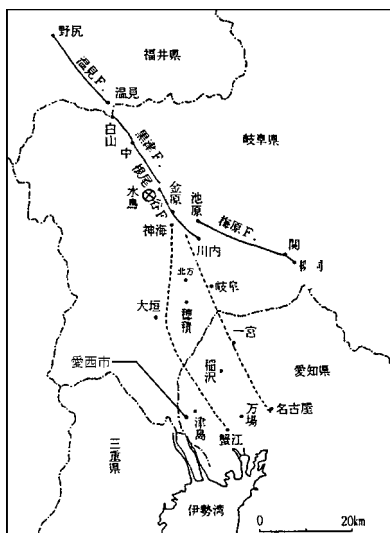 野尻
福井県
温見F.
温見
白山
中
黒津F.
岐阜県
根尾谷F
水鳥
金原
池原
梅原F.
神海
川内
関
北方
岐阜
大垣
穂積
一宮
愛知県
稲沢
愛西市
津島
万場
名古屋
蟹江
三重県
伊勢湾
0
20km